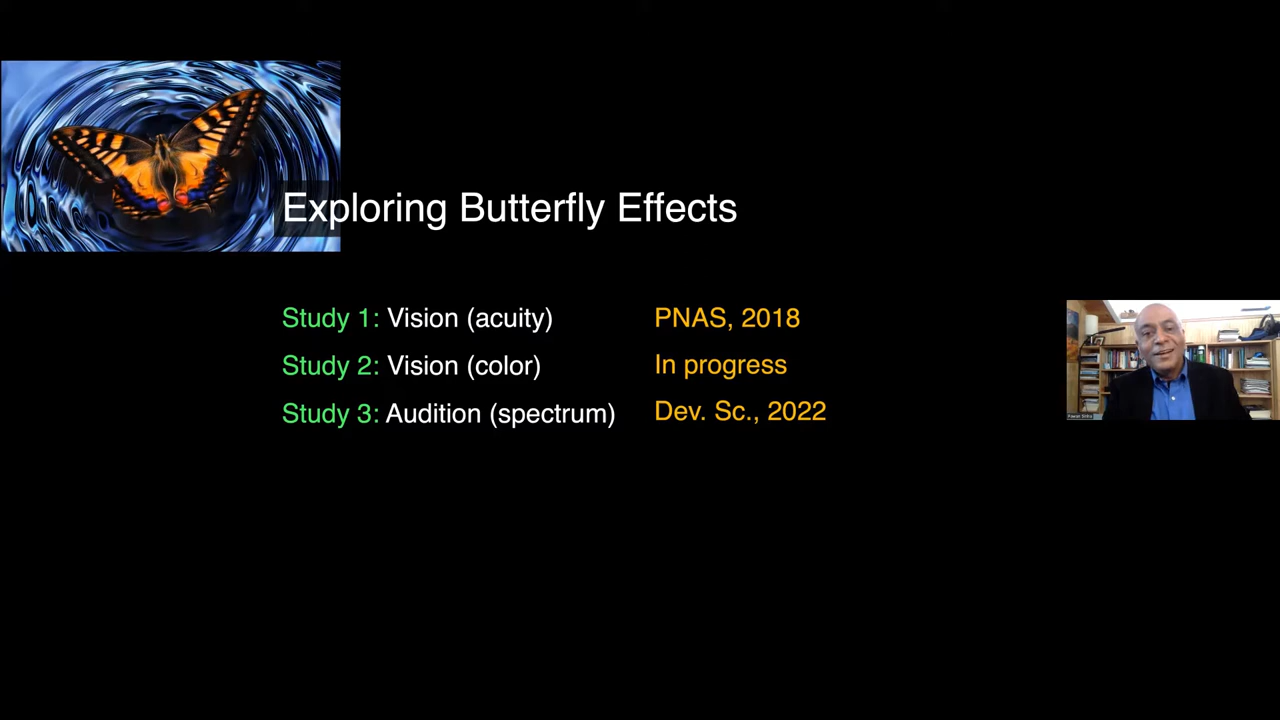 Exploring Butterfly Effects
Study 1: Vision (acuity) PNAS, 2018
Study 2: Vision (color) In progress
Study 3: Audition (spectrum) Dev. Sc., 2022